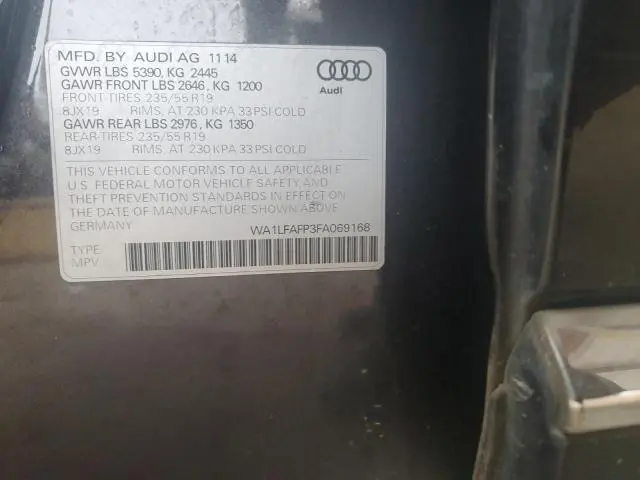 MFD. BY AUDI AG 11 14
GVWR LBS 5390, KG 2445
GAWR FRONT LBS 2646, KG 1200
FRONT-TIRES 235/55 R19
8JX19 RIMS, AT 230 KPA 33 PSI COLD
GAWR REAR LBS 2976, KG 1350
REAR-TIRES 235/55 R19
8JX19 RIMS, AT 230 KPA 33 PSI COLD
Audi
THIS VEHICLE CONFORMS TO ALL APPLICABLE
U.S. FEDERAL MOTOR VEHICLE SAFETY AND
THEFT PREVENTION STANDARDS IN EFFECT ON
THE DATE OF MANUFACTURE SHOWN ABOVE
GERMANY WA1LFAFP3FA069168
TYPE
MPV